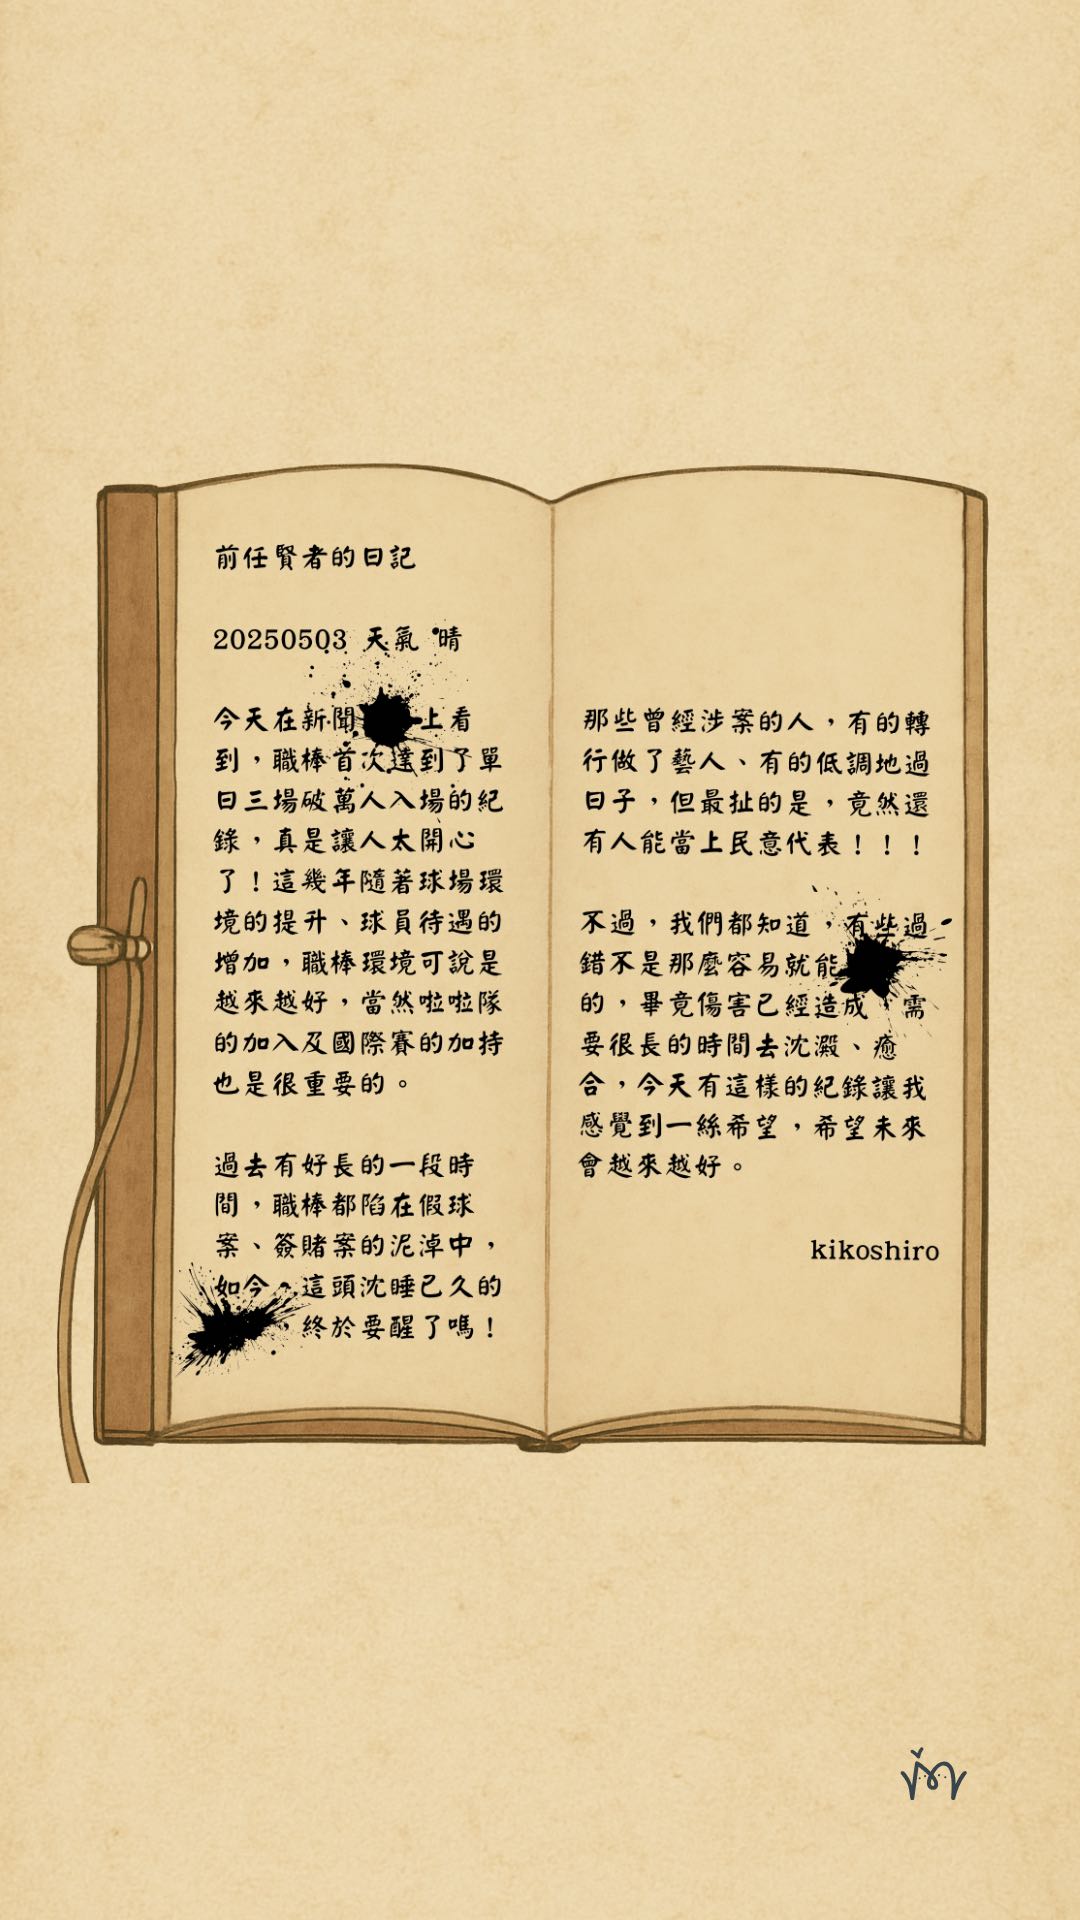 前任賢者的日記
20250503 天氣 晴
今天在新聞 上看
到，職棒首次達到了單
日三場破萬人入場的紀
錄，真是讓人太開心
了！這幾年隨著球場環
境的提升、球員待遇的
增加，職棒環境可說是
越來越好，當然啦啦隊
的加入及國際賽的加持
也是很重要的。
過去有好長的一段時
間，職棒都陷在假球
案、簽賭案的泥淖中，
如今，這頭沈睡已久的
，終於要醒了嗎！
那些曾經涉案的人，有的轉
行做了藝人、有的低調地過
日子，但最扯的是，竟然還
有人能當上民意代表！！！
不過，我們都知道，有些過
錯不是那麼容易就能
的，畢竟傷害已經造成，需
要很長的時間去沈澱、癒
合，今天有這樣的紀錄讓我
感覺到一絲希望，希望未來
會越來越好。
kikoshiro